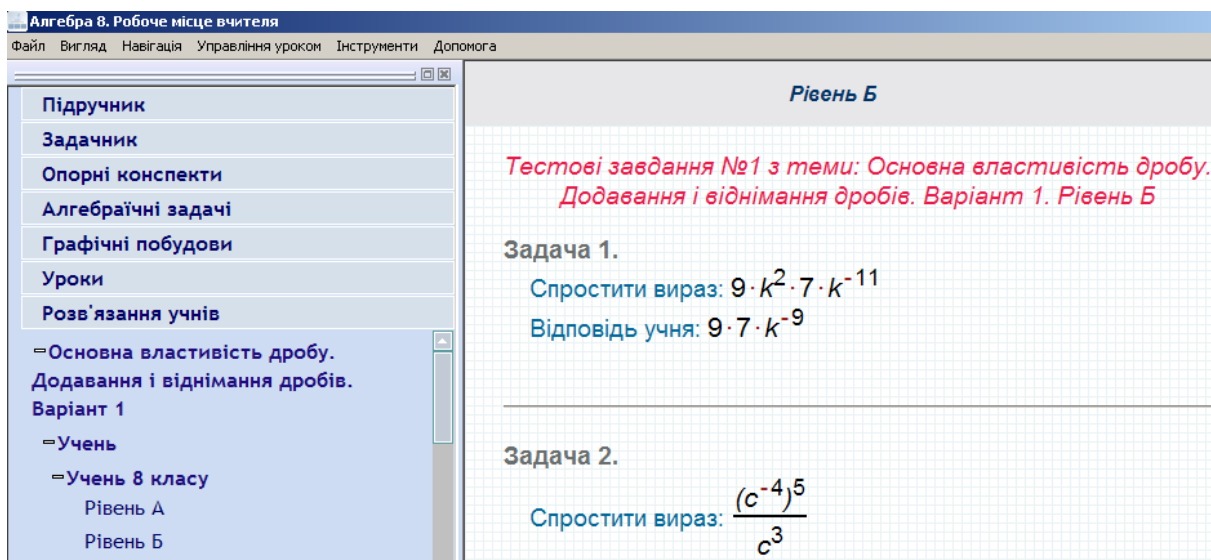 Алгебра 8. Робоче місце вчителя
Файл Вигляд Навігація Управління уроком Інструменти Допомога
Підручник
Задачник
Опорні конспекти
Алгебраїчні задачі
Графічні побудови
Уроки
Розв'язання учнів
Основна властивість дробу.
Додавання і віднімання дробів.
Варіант 1
Учень
Учень 8 класу
Рівень А
Рівень Б
Рівень Б
Тестові завдання №1 з теми: Основна властивість дробу.
Додавання і віднімання дробів. Варіант 1. Рівень Б
Задача 1.
Спростити вираз: 9·k²·7·k⁻¹¹
Відповідь учня: 9·7·k⁻⁹
Задача 2.
Спростити вираз: (c⁻⁴)⁵ / c³